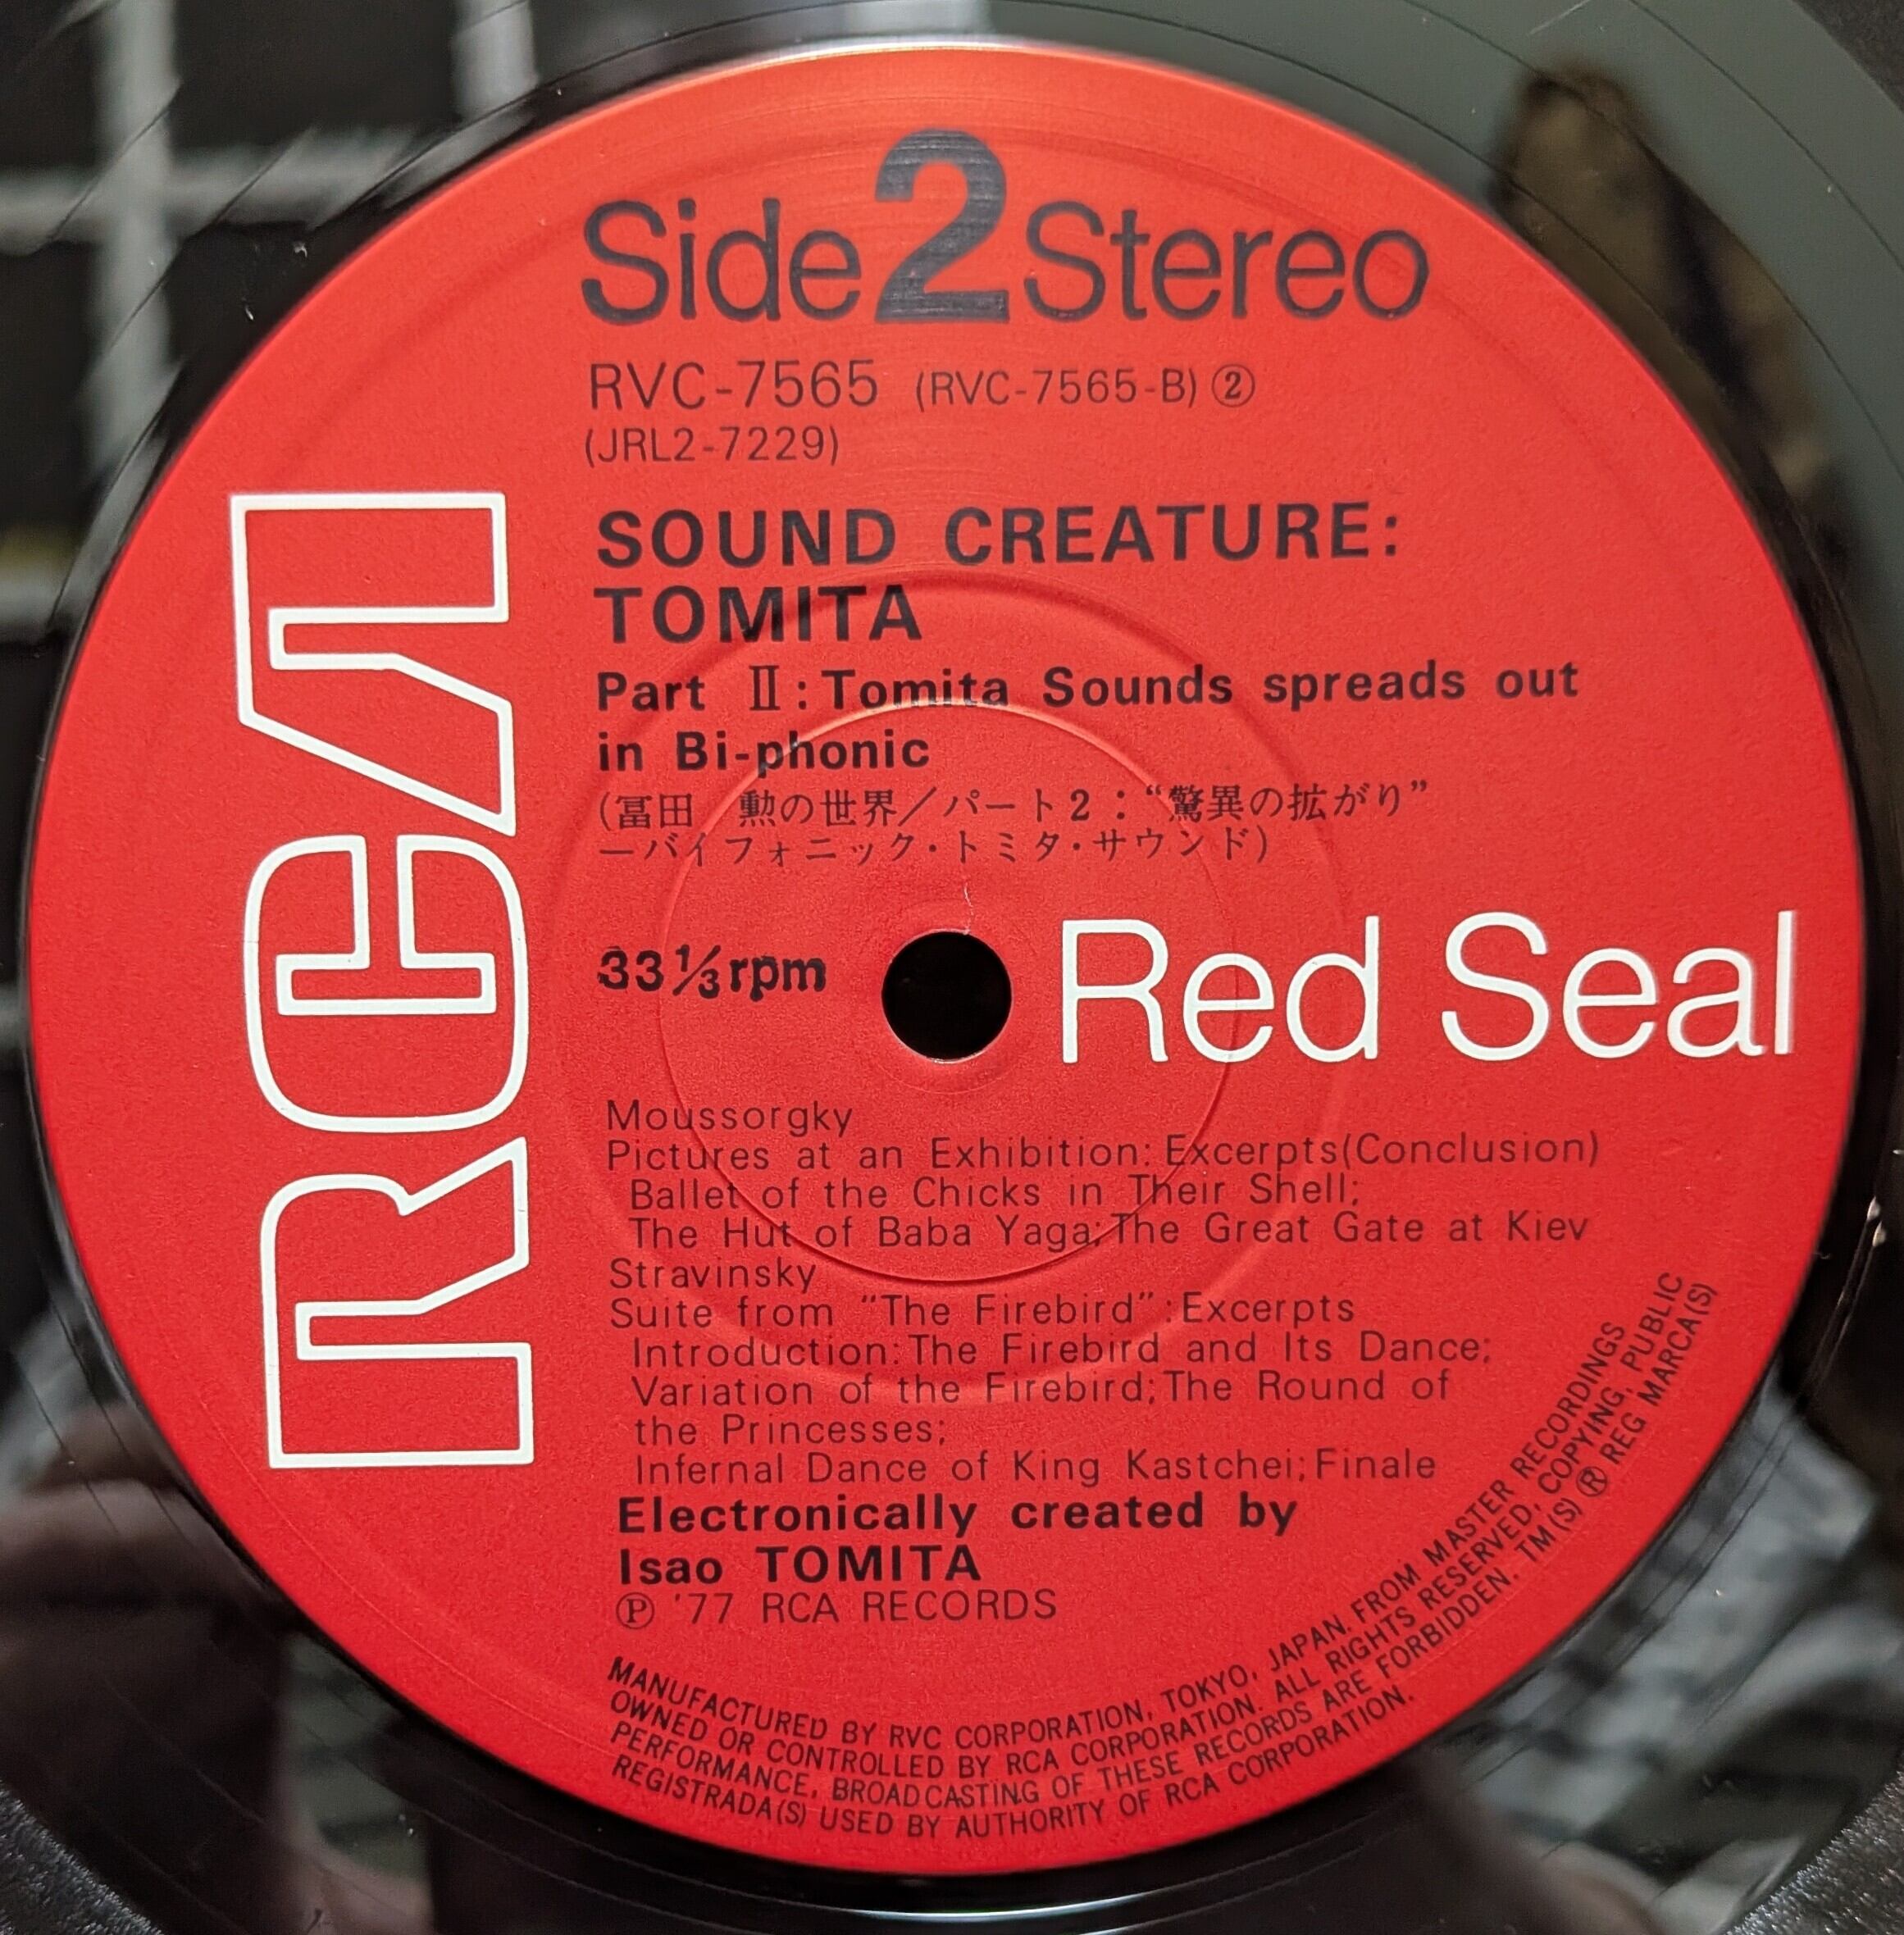 Side 2 Stereo
RVC-7565 (RVC-7565-B) ②
(JRL2-7229)
SOUND CREATURE:
TOMITA
Part Ⅱ: Tomita Sounds spreads out
in Bi-phonic
(冨田　勲の世界／パート2："驚異の拡がり"
ーバイフォニック・トミタ・サウンド)
RCA
33⅓rpm
Red Seal
Moussorgky
Pictures at an Exhibition: Excerpts(Conclusion)
Ballet of the Chicks in Their Shell;
The Hut of Baba Yaga;The Great Gate at Kiev
Stravinsky
Suite from "The Firebird":Excerpts
Introduction:The Firebird and Its Dance;
Variation of the Firebird;The Round of
the Princesses;
Infernal Dance of King Kastchei;Finale
Electronically created by
Isao TOMITA
℗ '77 RCA RECORDS
MANUFACTURED BY RVC CORPORATION, TOKYO, JAPAN. FROM MASTER RECORDINGS
OWNED OR CONTROLLED BY RCA CORPORATION. ALL RIGHTS RESERVED, COPYING, PUBLIC
PERFORMANCE, BROADCASTING OF THESE RECORDS ARE FORBIDDEN. TM(S) ® REG MARCA(S)
REGISTRADA(S) USED BY AUTHORITY OF RCA CORPORATION.